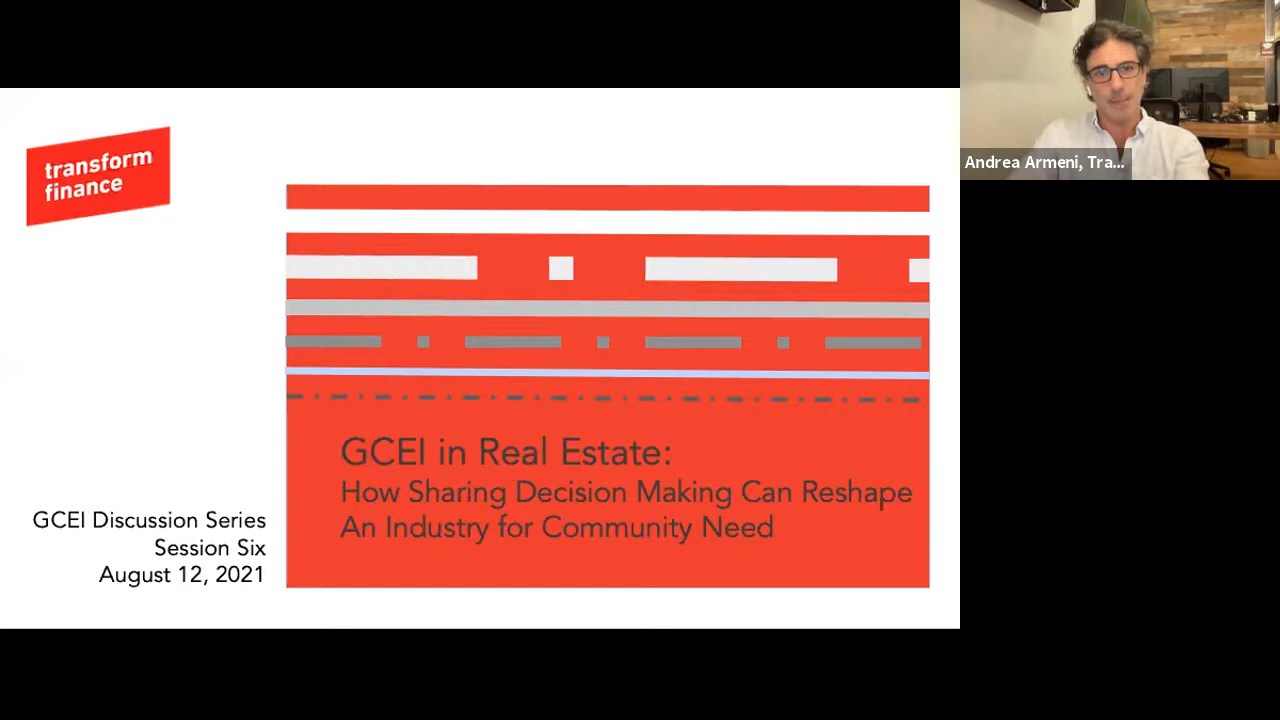 transform
finance
GCEI in Real Estate:
How Sharing Decision Making Can Reshape
An Industry for Community Need
GCEI Discussion Series
Session Six
August 12, 2021
Andrea Armeni, Tra...